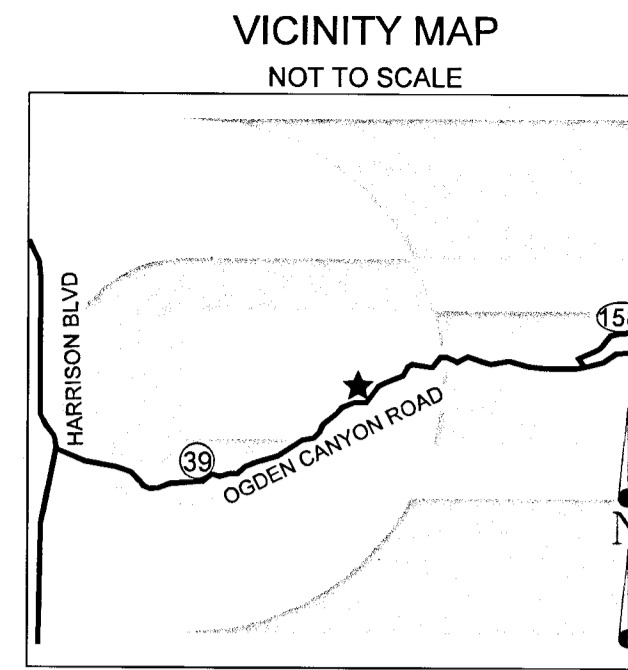 VICINITY MAP
NOT TO SCALE
HARRISON BLVD
39
OGDEN CANYON ROAD
N